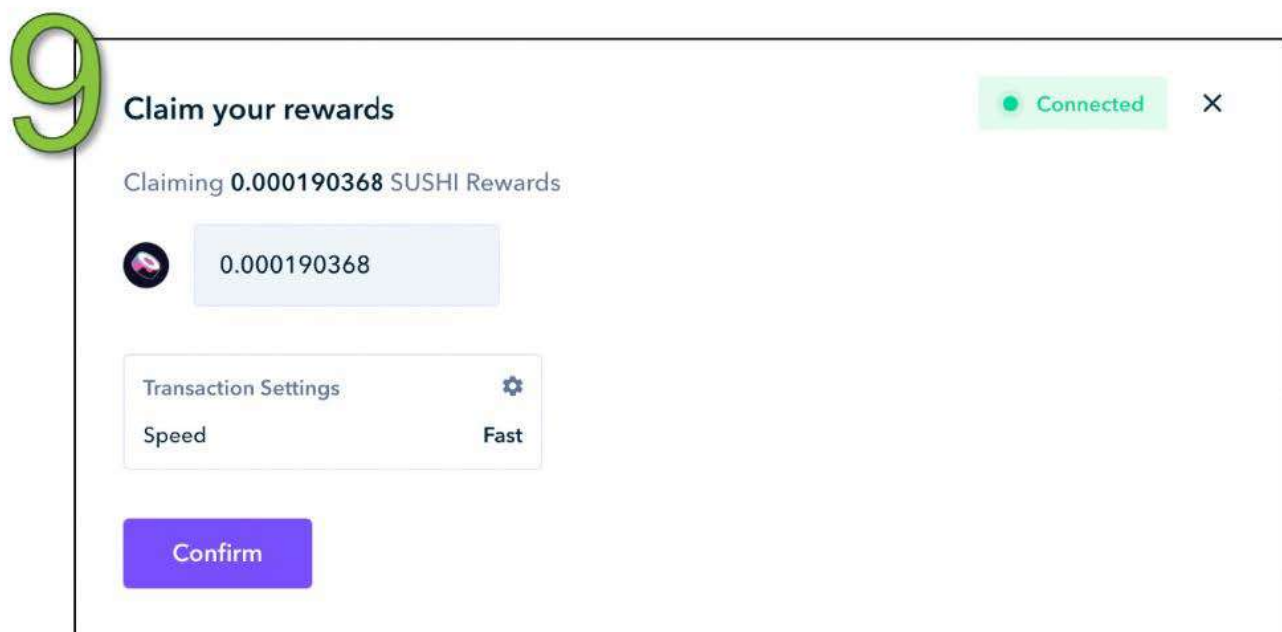 9
Claim your rewards
Connected
Claiming 0.000190368 SUSHI Rewards
0.000190368
Transaction Settings
Speed Fast
Confirm